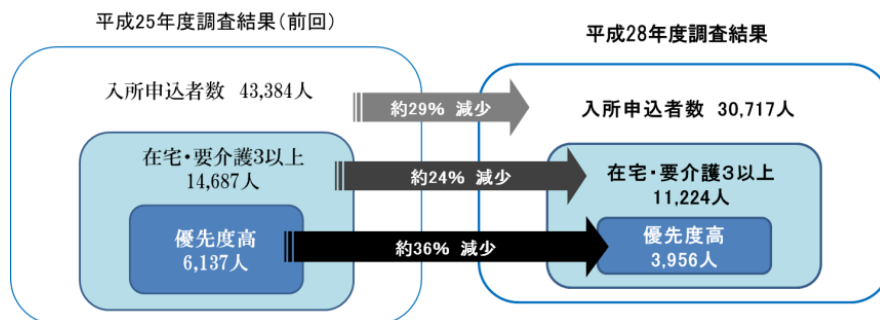 平成25年度調査結果(前回)
入所申込者数 43,384人
在宅・要介護3以上
14,687人
優先度高
6,137人
約29% 減少
約24% 減少
約36% 減少
平成28年度調査結果
入所申込者数 30,717人
在宅・要介護3以上
11,224人
優先度高
3,956人